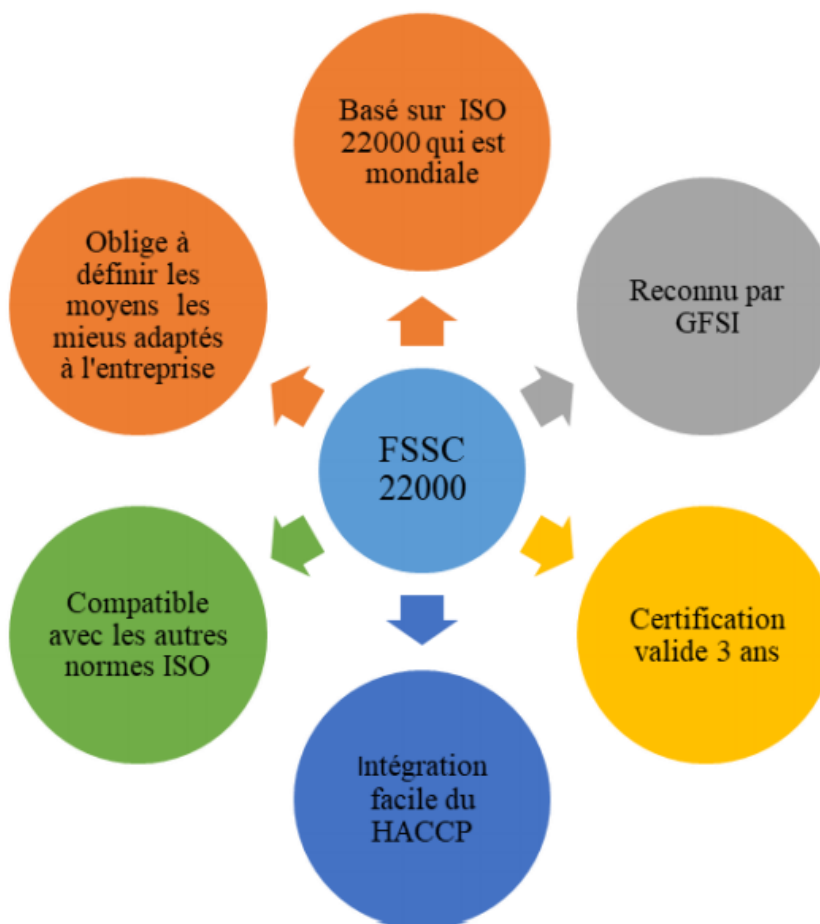 Basé sur ISO
22000 qui est
mondiale
Oblige à
définir les
moyens les
mieus adaptés
à l'entreprise
Reconnu par
GFSI
FSSC
22000
Compatible
avec les autres
normes ISO
Certification
valide 3 ans
Intégration
facile du
HACCP